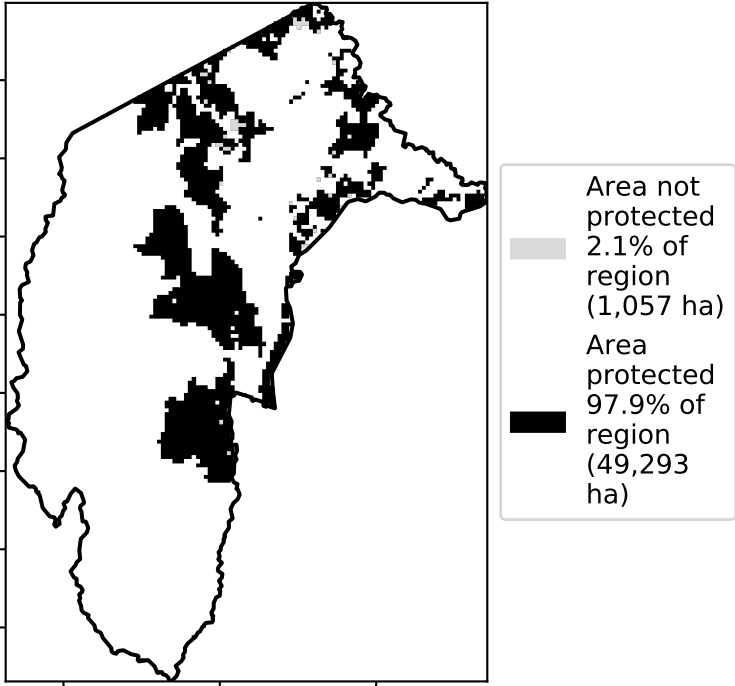 Area not
protected
2.1% of
region
(1,057 ha)
Area
protected
97.9% of
region
(49,293
ha)